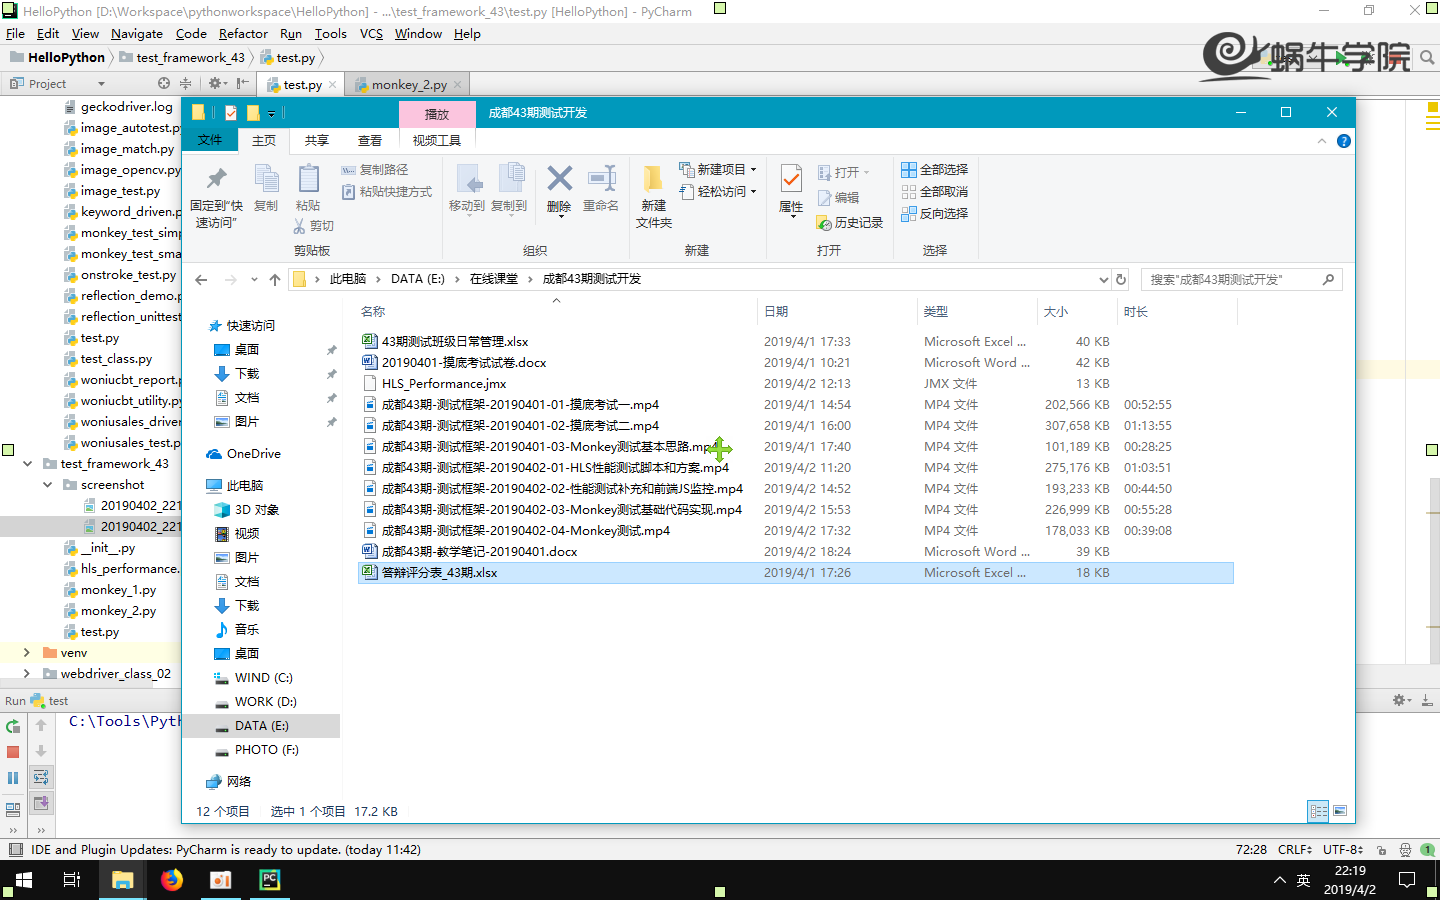 HelloPython [D:\Workspace\pythonworkspace\HelloPython] - ...\test_framework_43\test.py [HelloPython] - PyCharm
File Edit View Navigate Code Refactor Run Tools VCS Window Help
蜗牛学院
HelloPython test_framework_43 test.py
Project test.py monkey_2.py
geckodriver.log
image_autotest.py
image_match.py
image_opencv.py
image_test.py
keyword_driven.p
monkey_test_simp
monkey_test_sma
onstroke_test.py
reflection_demo.p
reflection_unittest
test.py
test_class.py
woniucbt_report.p
woniucbt_utility.py
woniusales_driver
woniusales_test.p
test_framework_43
screenshot
20190402_221
20190402_221
__init__.py
hls_performance.
monkey_1.py
monkey_2.py
test.py
venv
webdriver_class_02
播放 成都43期测试开发
文件 主页 共享 查看 视频工具
固定到"快速访问"
复制
粘贴
复制路径
粘贴快捷方式
剪切
剪贴板
移动到 复制到 删除 重命名
组织
新建文件夹
新建项目
轻松访问
新建
属性
打开
编辑
历史记录
打开
全部选择
全部取消
反向选择
选择
此电脑 DATA (E:) 在线课堂 成都43期测试开发
搜索"成都43期测试开发"
快速访问
桌面
下载
文档
图片
OneDrive
此电脑
3D 对象
视频
图片
文档
下载
音乐
桌面
WIND (C:)
WORK (D:)
DATA (E:)
PHOTO (F:)
网络
名称 日期 类型 大小 时长
43期测试班级日常管理.xlsx 2019/4/1 17:33 Microsoft Excel ... 40 KB
20190401-摸底考试试卷.docx 2019/4/1 10:21 Microsoft Word ... 42 KB
HLS_Performance.jmx 2019/4/2 12:13 JMX 文件 13 KB
成都43期-测试框架-20190401-01-摸底考试一.mp4 2019/4/1 14:54 MP4 文件 202,566 KB 00:52:55
成都43期-测试框架-20190401-02-摸底考试二.mp4 2019/4/1 16:00 MP4 文件 307,658 KB 01:13:55
成都43期-测试框架-20190401-03-Monkey测试基本思路.mp4 2019/4/1 17:40 MP4 文件 101,189 KB 00:28:25
成都43期-测试框架-20190402-01-HLS性能测试脚本和方案.mp4 2019/4/2 11:20 MP4 文件 275,176 KB 01:03:51
成都43期-测试框架-20190402-02-性能测试补充和前端JS监控.mp4 2019/4/2 14:52 MP4 文件 193,233 KB 00:44:50
成都43期-测试框架-20190402-03-Monkey测试基础代码实现.mp4 2019/4/2 15:53 MP4 文件 226,999 KB 00:55:28
成都43期-测试框架-20190402-04-Monkey测试.mp4 2019/4/2 17:32 MP4 文件 178,033 KB 00:39:08
成都43期-教学笔记-20190401.docx 2019/4/2 18:24 Microsoft Word ... 39 KB
答辩评分表_43期.xlsx 2019/4/1 17:26 Microsoft Excel ... 18 KB
12 个项目 选中 1 个项目 17.2 KB
Run test
C:\Tools\Pyth
IDE and Plugin Updates: PyCharm is ready to update. (today 11:42)
72:28 CRLF UTF-8 1
英 22:19
2019/4/2